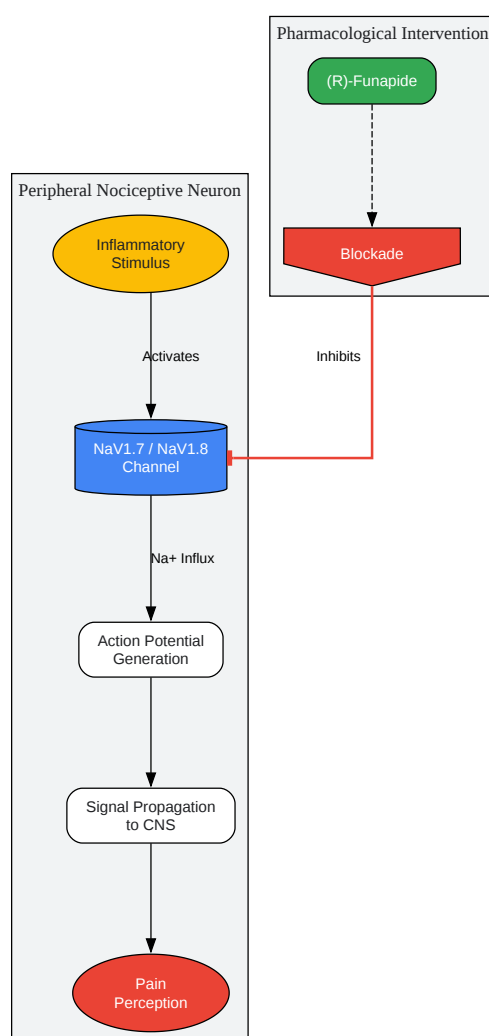 Pharmacological Intervention
(R)-Funapide
Blockade
Inhibits
Peripheral Nociceptive Neuron
Inflammatory
Stimulus
Activates
NaV1.7 / NaV1.8
Channel
Na+ Influx
Action Potential
Generation
Signal Propagation
to CNS
Pain
Perception